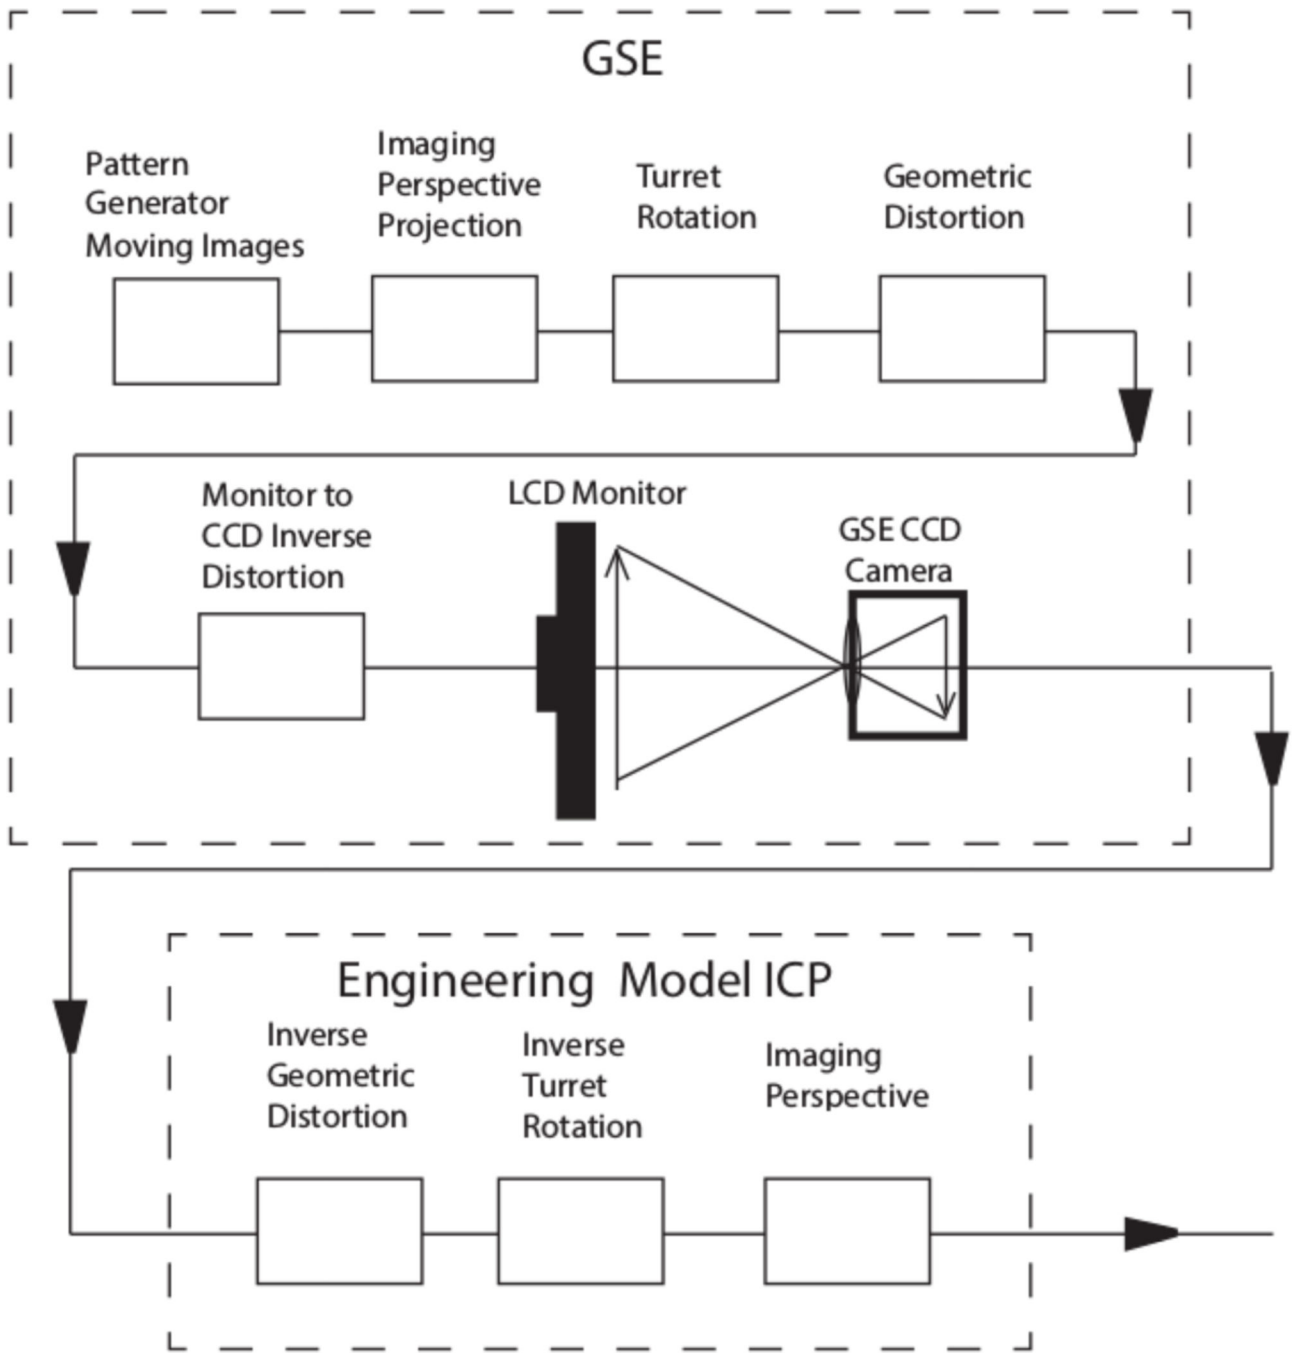 GSE
Pattern
Generator
Moving Images
Imaging
Perspective
Projection
Turret
Rotation
Geometric
Distortion
Monitor to
CCD Inverse
Distortion
LCD Monitor
GSE CCD
Camera
Engineering Model ICP
Inverse
Geometric
Distortion
Inverse
Turret
Rotation
Imaging
Perspective